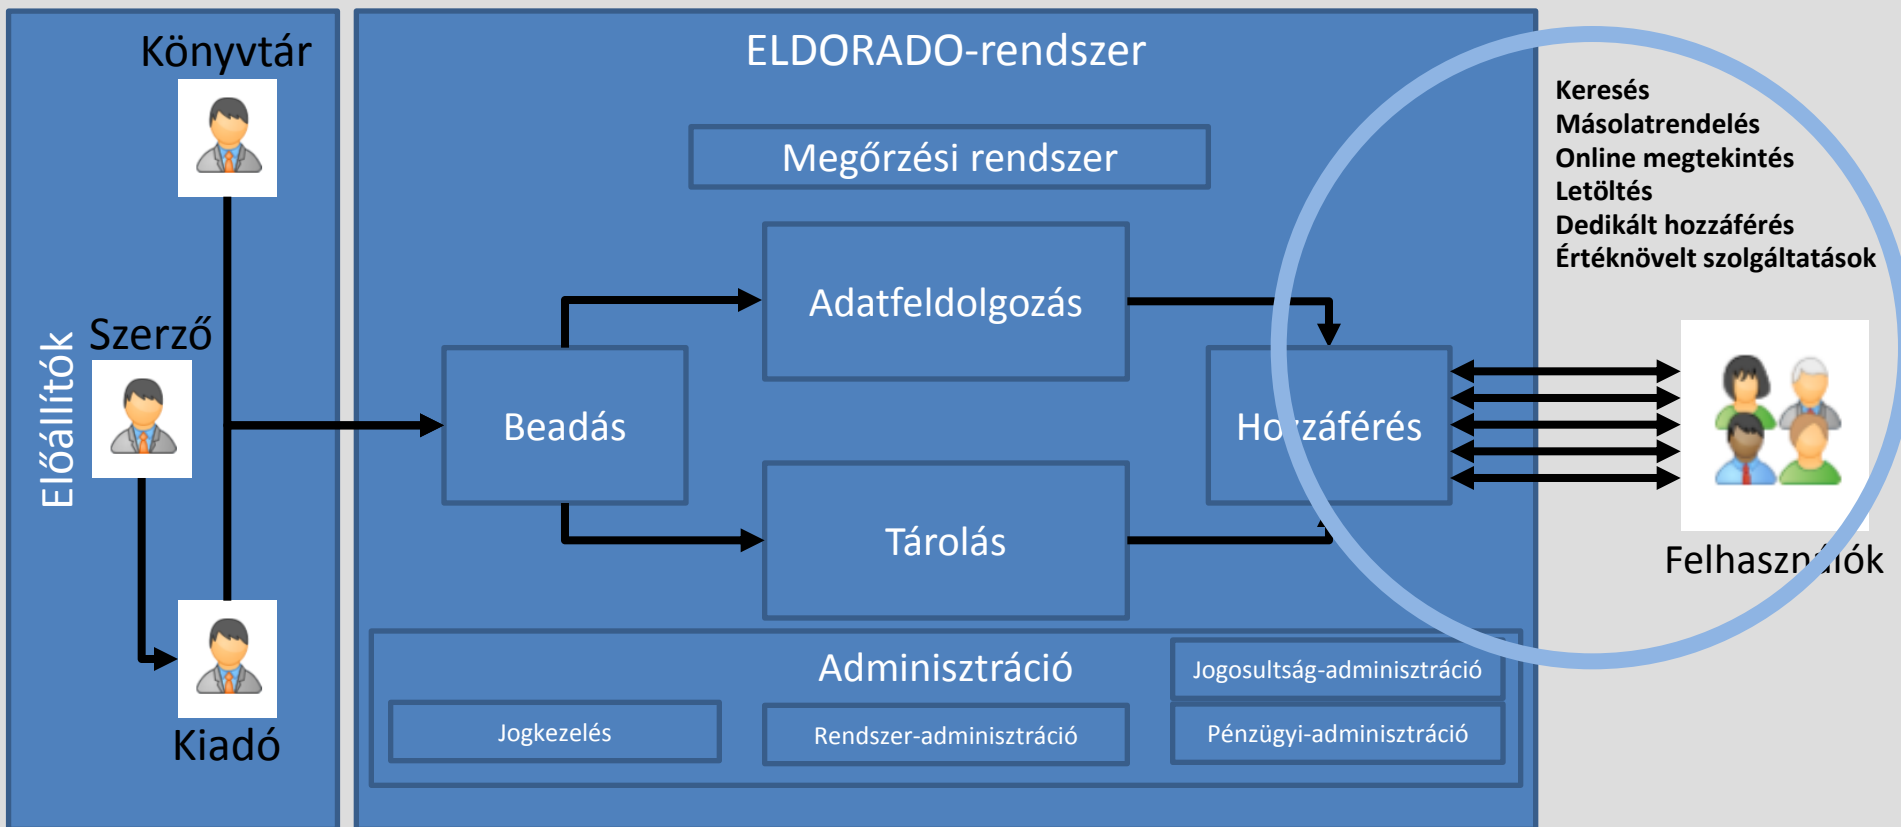 Előállítók
Könyvtár
Szerző
Kiadó
ELDORADO-rendszer
Megőrzési rendszer
Adatfeldolgozás
Beadás
Hozzáférés
Tárolás
Adminisztráció
Jogkezelés
Rendszer-adminisztráció
Jogosultság-adminisztráció
Pénzügyi-adminisztráció
Keresés
Másolatrendelés
Online megtekintés
Letöltés
Dedikált hozzáférés
Értéknövelt szolgáltatások
Felhasználók